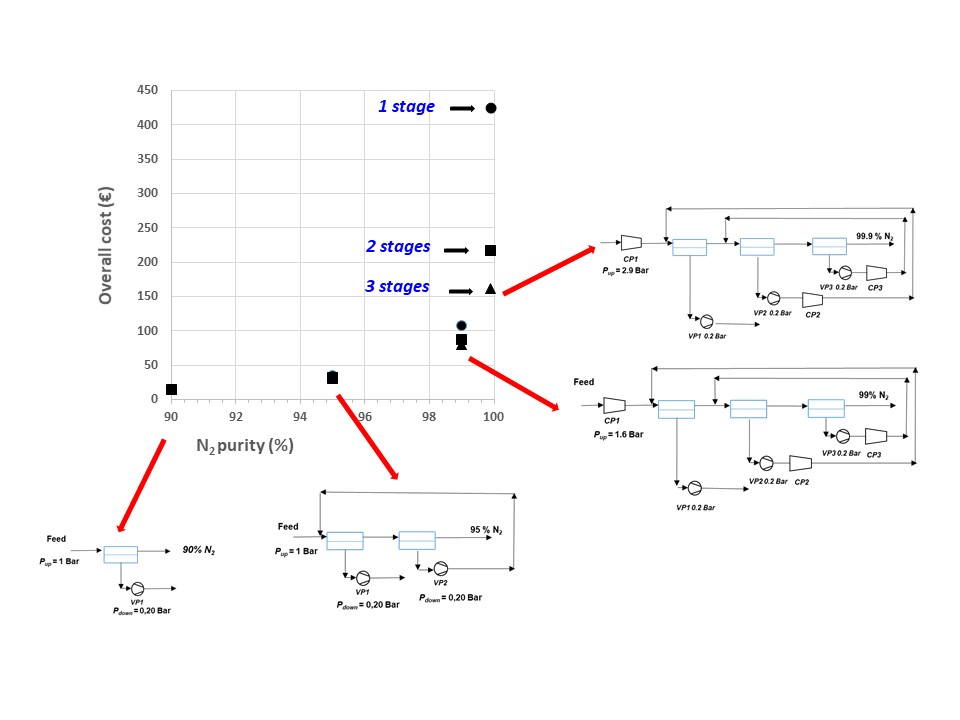 Overall cost (€)
450
400
350
300
250
200
150
100
50
0
90
92
94
96
98
100
N2 purity (%)
1 stage
2 stages
3 stages
CP1
Pup = 2.9 Bar
99.9 % N2
VP3 0.2 Bar
CP3
VP2 0.2 Bar
CP2
VP1 0.2 Bar
Feed
CP1
Pup = 1.6 Bar
99% N2
VP3 0.2 Bar
CP3
VP2 0.2 Bar
CP2
VP1 0.2 Bar
Feed
Pup = 1 Bar
90% N2
VP1
Pdown = 0,20 Bar
Feed
Pup = 1 Bar
95 % N2
VP1
Pdown = 0,20 Bar
VP2
Pdown = 0,20 Bar